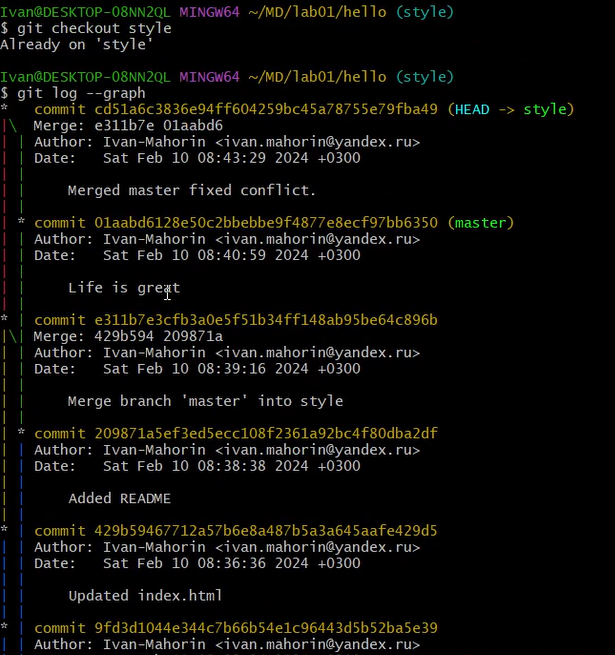 Ivan@DESKTOP-08NN2QL MINGW64 ~/MD/lab01/hello (style)
$ git checkout style
Already on 'style'
Ivan@DESKTOP-08NN2QL MINGW64 ~/MD/lab01/hello (style)
$ git log --graph
*   commit cd51a6c3836e94ff604259bc45a78755e79fba49 (HEAD -> style)
|\  Merge: e311b7e 01aabd6
| | Author: Ivan-Mahorin <ivan.mahorin@yandex.ru>
| | Date:   Sat Feb 10 08:43:29 2024 +0300
| |
| |     Merged master fixed conflict.
| |
| * commit 01aabd6128e50c2bbebbe9f4877e8ecf97bb6350 (master)
| | Author: Ivan-Mahorin <ivan.mahorin@yandex.ru>
| | Date:   Sat Feb 10 08:40:59 2024 +0300
| |
| |     Life is great
| |
* | commit e311b7e3cfb3a0e5f51b34ff148ab95be64c896b
|\| Merge: 429b594 209871a
| | Author: Ivan-Mahorin <ivan.mahorin@yandex.ru>
| | Date:   Sat Feb 10 08:39:16 2024 +0300
| |
| |     Merge branch 'master' into style
| |
| * commit 209871a5ef3ed5ecc108f2361a92bc4f80dba2df
| | Author: Ivan-Mahorin <ivan.mahorin@yandex.ru>
| | Date:   Sat Feb 10 08:38:38 2024 +0300
| |
| |     Added README
| |
* | commit 429b59467712a57b6e8a487b5a3a645aafe429d5
| | Author: Ivan-Mahorin <ivan.mahorin@yandex.ru>
| | Date:   Sat Feb 10 08:36:36 2024 +0300
| |
| |     Updated index.html
| |
* | commit 9fd3d1044e344c7b66b54e1c96443d5b52ba5e39
| | Author: Ivan-Mahorin <ivan.mahorin@yandex.ru>